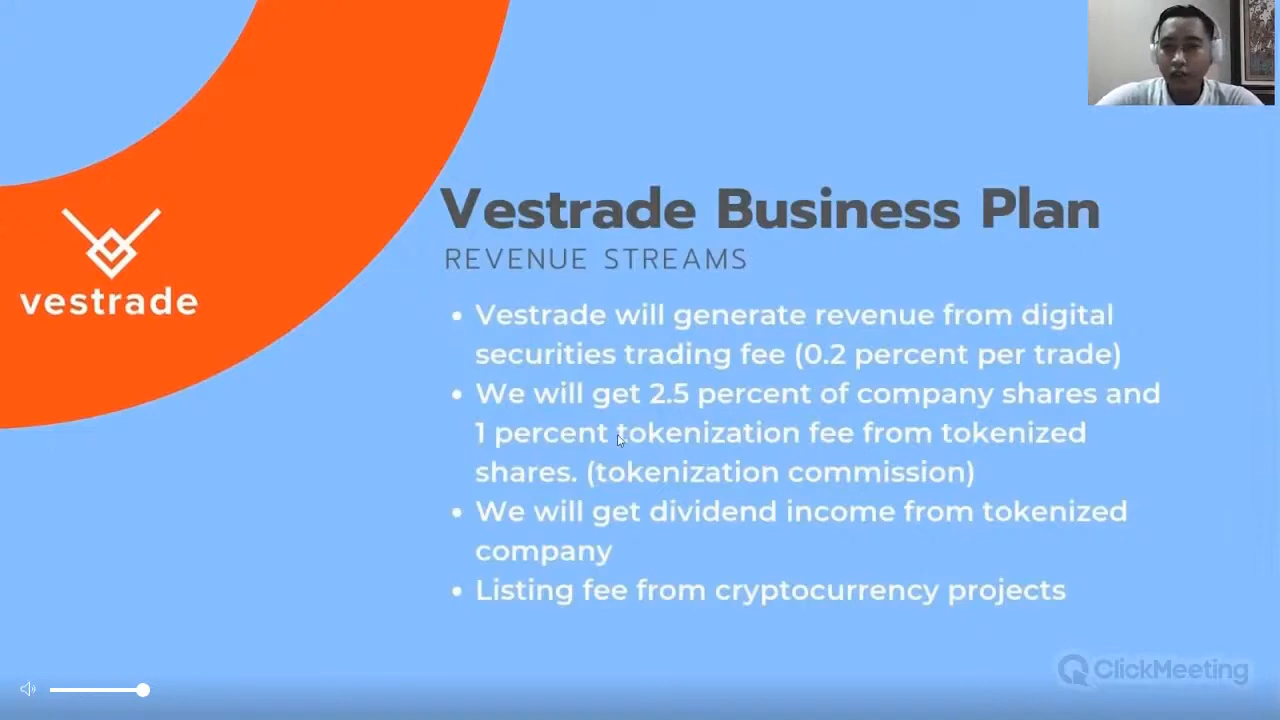 Vestrade Business Plan
REVENUE STREAMS
vestrade
• Vestrade will generate revenue from digital
securities trading fee (0.2 percent per trade)
• We will get 2.5 percent of company shares and
1 percent tokenization fee from tokenized
shares. (tokenization commission)
• We will get dividend income from tokenized
company
• Listing fee from cryptocurrency projects
ClickMeeting